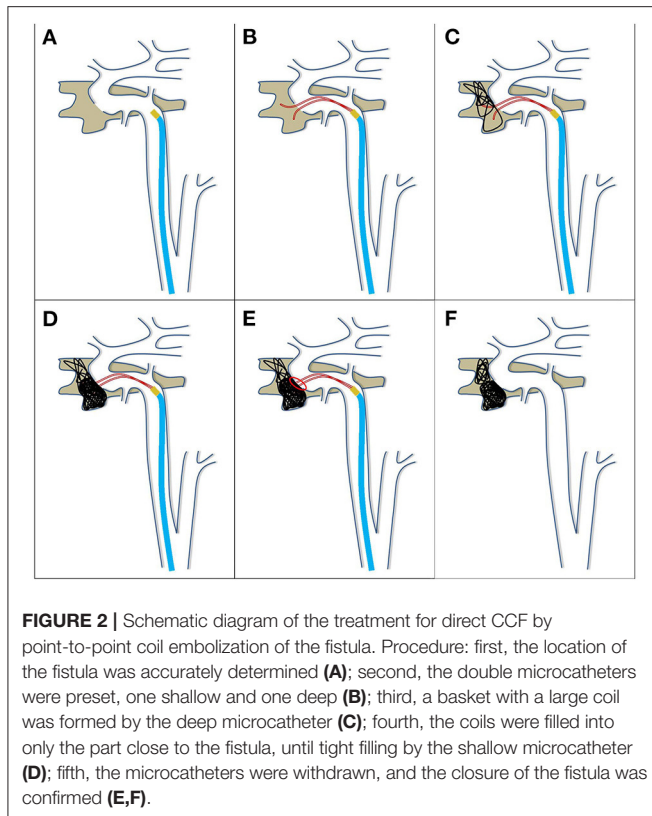 A B C
D E F
FIGURE 2 | Schematic diagram of the treatment for direct CCF by
point-to-point coil embolization of the fistula. Procedure: first, the location of
the fistula was accurately determined (A); second, the double microcatheters
were preset, one shallow and one deep (B); third, a basket with a large coil
was formed by the deep microcatheter (C); fourth, the coils were filled into
only the part close to the fistula, until tight filling by the shallow microcatheter
(D); fifth, the microcatheters were withdrawn, and the closure of the fistula was
confirmed (E,F).